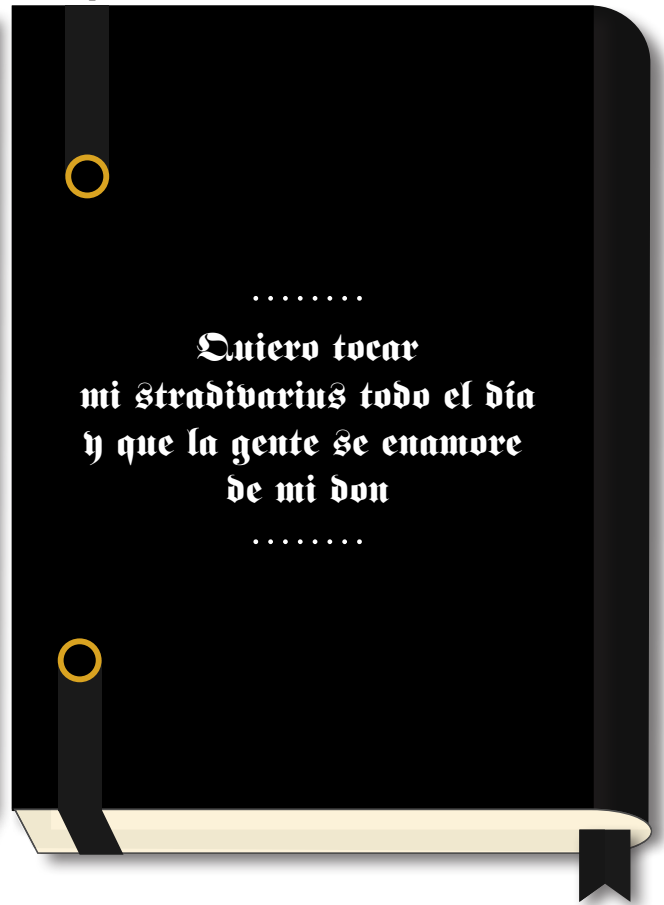 ........
Quiero tocar
mi stradivarius todo el día
y que la gente se enamore
de mi don
........